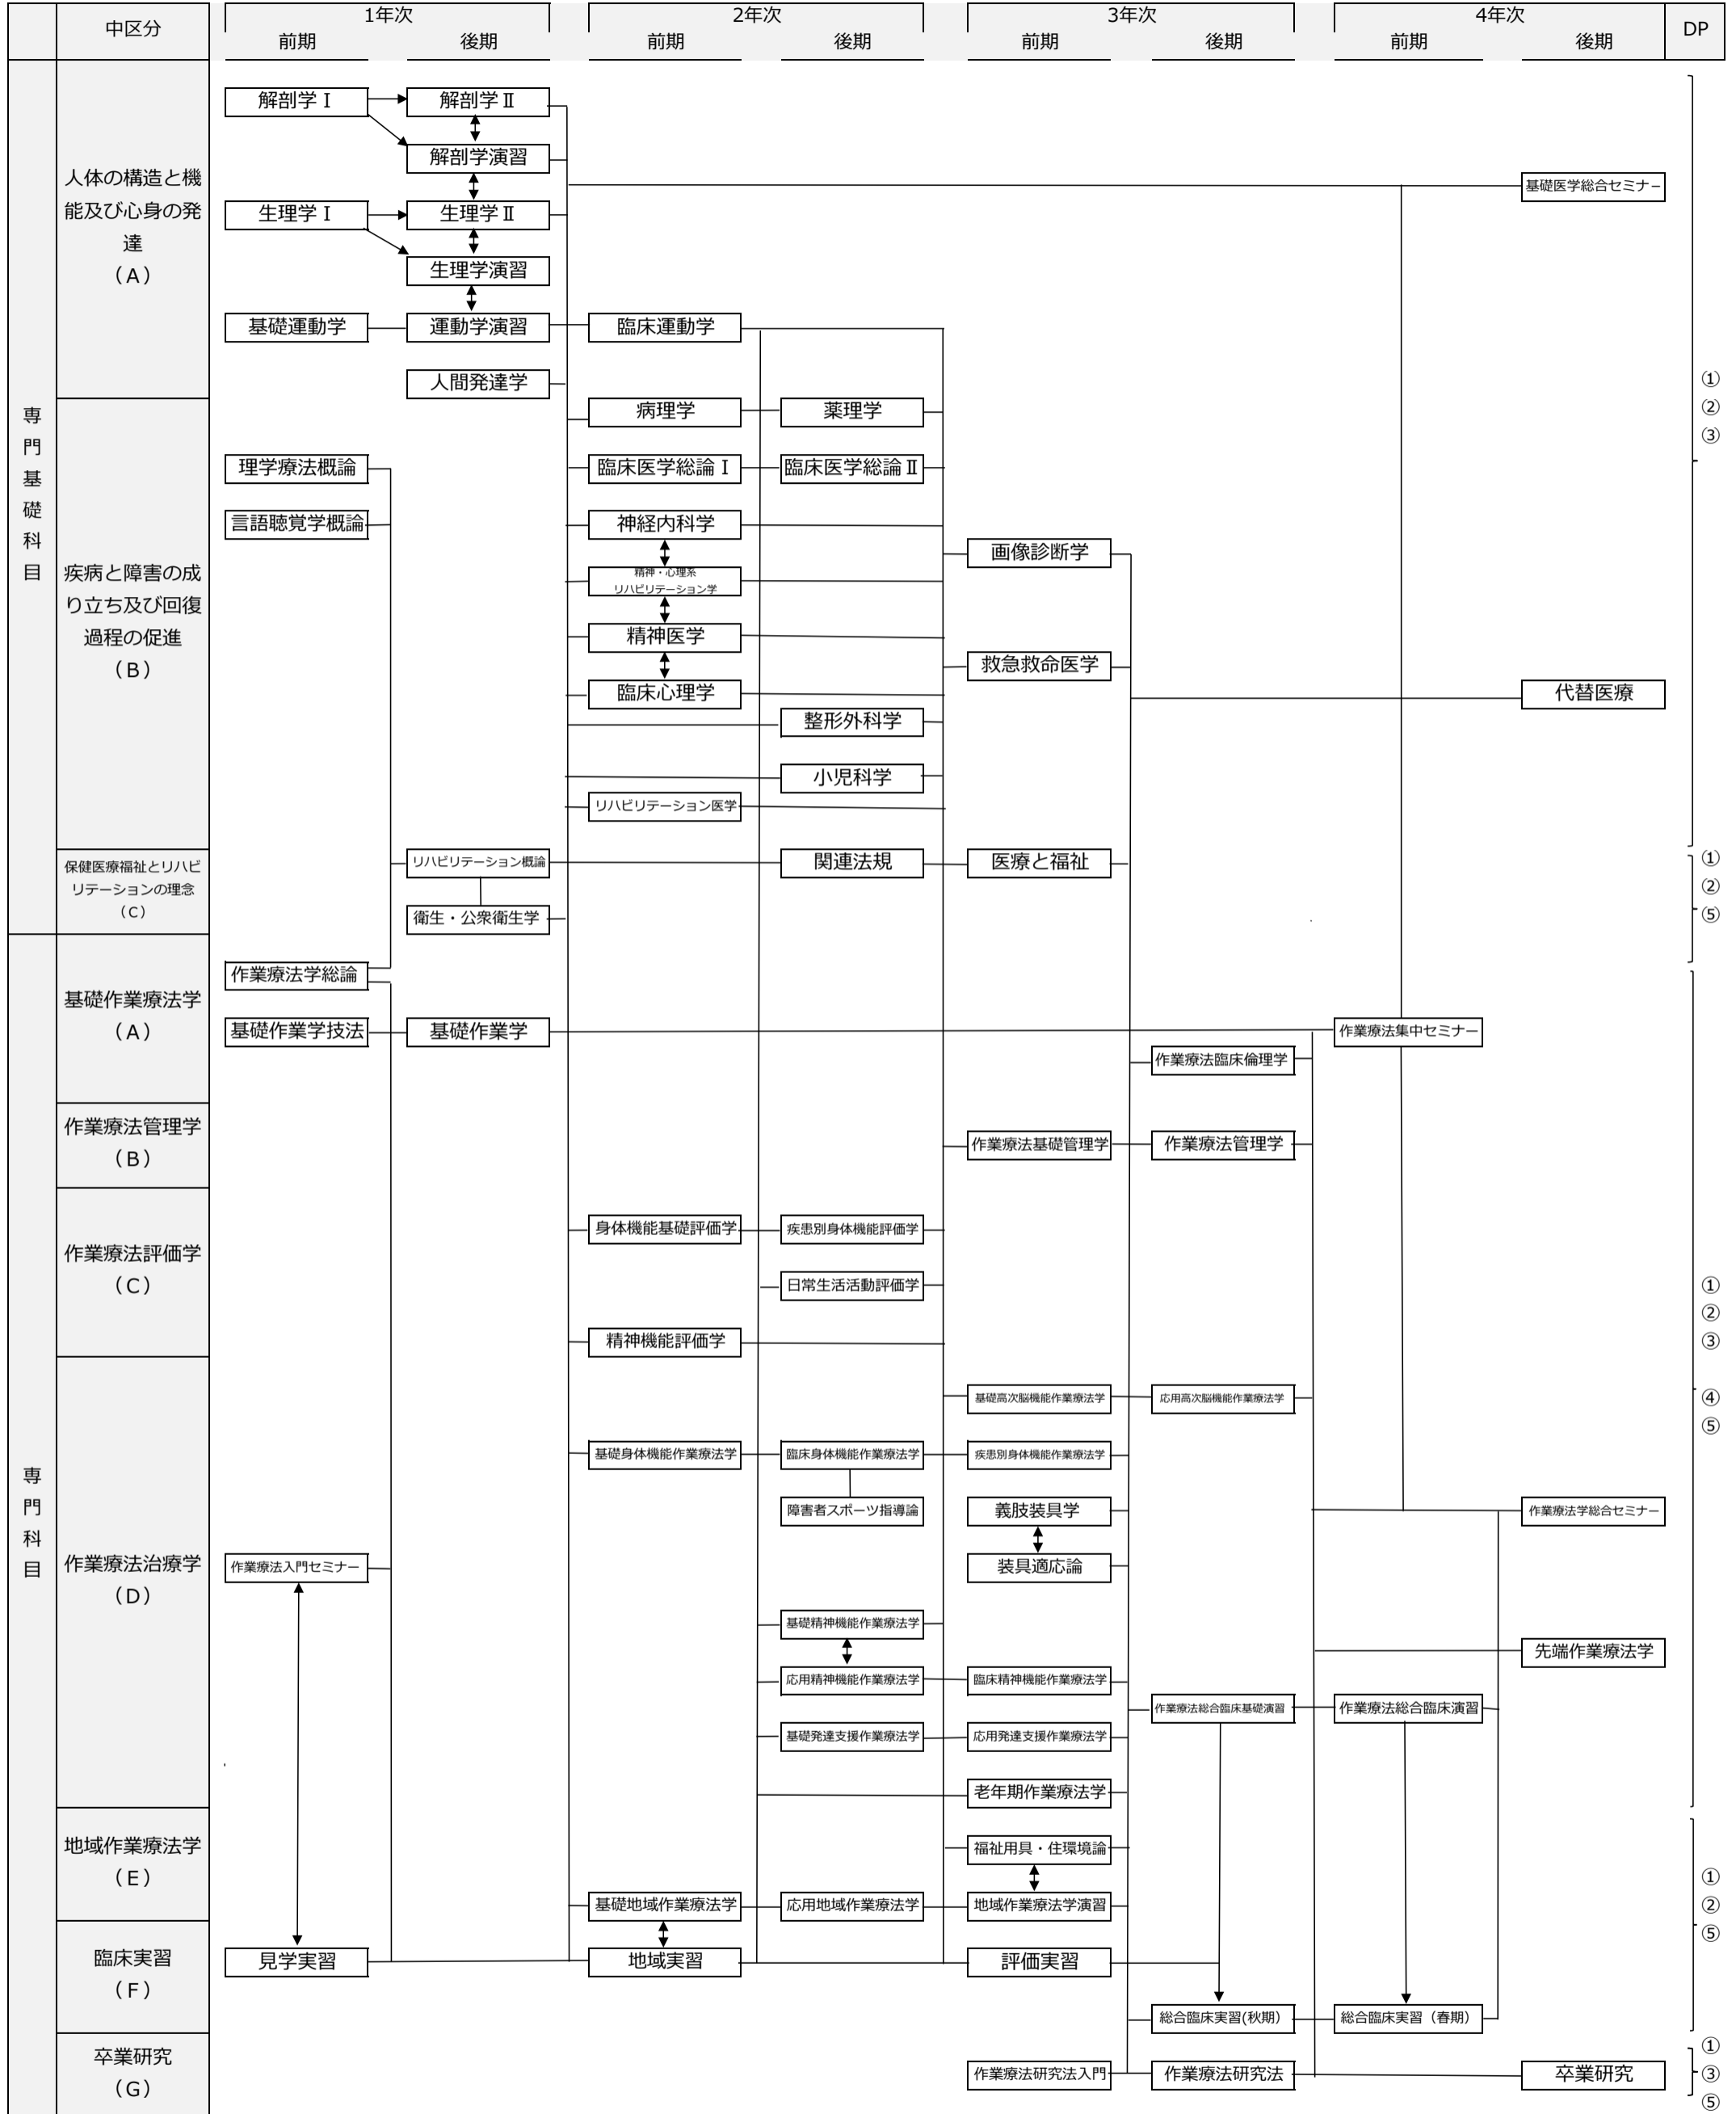 中区分
1年次
2年次
3年次
4年次
DP
前期
後期
前期
後期
前期
後期
前期
後期
専門基礎科目
人体の構造と機
能及び心身の発
達
（A）
解剖学Ⅰ
解剖学Ⅱ
解剖学演習
基礎医学総合セミナー
生理学Ⅰ
生理学Ⅱ
生理学演習
基礎運動学
運動学演習
臨床運動学
人間発達学
①
②
③
疾病と障害の成
り立ち及び回復
過程の促進
（B）
病理学
薬理学
理学療法概論
臨床医学総論Ⅰ
臨床医学総論Ⅱ
言語聴覚学概論
神経内科学
画像診断学
精神・心理系
リハビリテーション学
精神医学
救急救命医学
臨床心理学
代替医療
整形外科学
小児科学
リハビリテーション医学
保健医療福祉とリハビ
リテーションの理念
（C）
リハビリテーション概論
関連法規
医療と福祉
衛生・公衆衛生学
①
②
⑤
専門科目
基礎作業療法学
（A）
作業療法学総論
基礎作業学技法
基礎作業学
作業療法集中セミナー
作業療法臨床倫理学
作業療法管理学
（B）
作業療法基礎管理学
作業療法管理学
作業療法評価学
（C）
身体機能基礎評価学
疾患別身体機能評価学
日常生活活動評価学
精神機能評価学
①
②
③
④
⑤
作業療法治療学
（D）
基礎高次脳機能作業療法学
応用高次脳機能作業療法学
基礎身体機能作業療法学
臨床身体機能作業療法学
疾患別身体機能作業療法学
障害者スポーツ指導論
義肢装具学
作業療法学総合セミナー
作業療法入門セミナー
装具適応論
基礎精神機能作業療法学
先端作業療法学
応用精神機能作業療法学
臨床精神機能作業療法学
作業療法総合臨床基礎演習
作業療法総合臨床演習
基礎発達支援作業療法学
応用発達支援作業療法学
老年期作業療法学
地域作業療法学
（E）
福祉用具・住環境論
基礎地域作業療法学
応用地域作業療法学
地域作業療法学演習
①
②
⑤
臨床実習
（F）
見学実習
地域実習
評価実習
総合臨床実習(秋期）
総合臨床実習（春期）
卒業研究
（G）
作業療法研究法入門
作業療法研究法
卒業研究
①
③
⑤